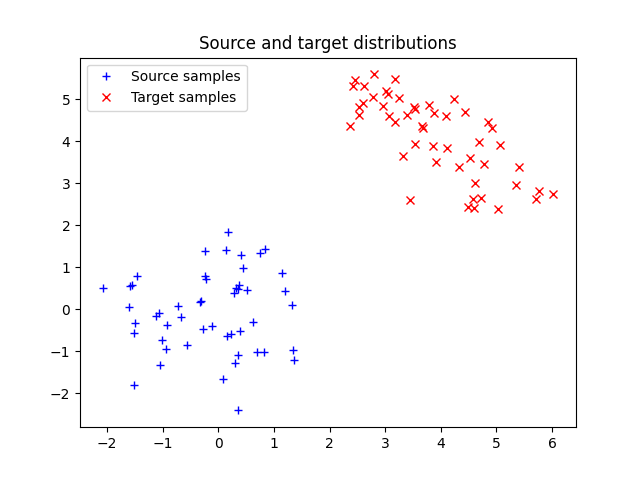 Source and target distributions
Source samples
Target samples
5
4
3
2
1
0
−1
−2
−2 −1 0 1 2 3 4 5 6